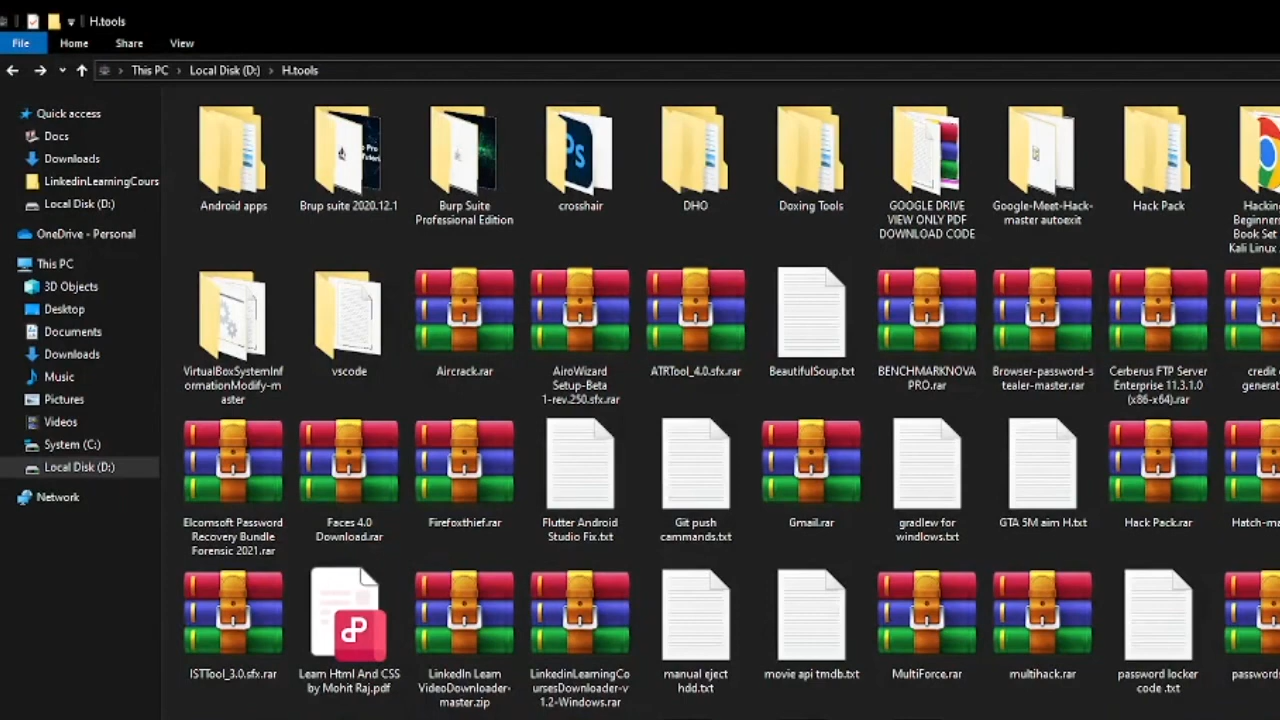 H.tools
File Home Share View
This PC > Local Disk (D:) > H.tools
Quick access
Docs
Downloads
LinkedinLearningCours
Local Disk (D:)
OneDrive - Personal
This PC
3D Objects
Desktop
Documents
Downloads
Music
Pictures
Videos
System (C:)
Local Disk (D:)
Network
Android apps
Brup suite 2020.12.1
Burp Suite
Professional Edition
Ps
crosshair
DHO
Doxing Tools
GOOGLE DRIVE
VIEW ONLY PDF
DOWNLOAD CODE
Google-Meet-Hack-
master autoexit
Hack Pack
Hackin
Beginner
Book Set
Kali Linux
VirtualBoxSystemInf
ormationModify-m
aster
vscode
Aircrack.rar
AiroWizard
Setup-Beta
1-rev.250.sfx.rar
ATRTool_4.0.sfx.rar
BeautifulSoup.txt
BENCHMARKNOVA
PRO.rar
Browser-password-s
tealer-master.rar
Cerberus FTP Server
Enterprise 11.3.1.0
(x86-x64).rar
credit
generat
Elcomsoft Password
Recovery Bundle
Forensic 2021.rar
Faces 4.0
Download.rar
Firefoxthief.rar
Flutter Android
Studio Fix.txt
Git push
cammands.txt
Gmail.rar
gradlew for
windlows.txt
GTA 5M aim H.txt
Hack Pack.rar
Hatch-m
ISTTool_3.0.sfx.rar
Learn Html And CSS
by Mohit Raj.pdf
LinkedIn Learn
VideoDownloader-
master.zip
LinkedinLearningCo
ursesDownloader-v
1.2-Windows.rar
manual eject
hdd.txt
movie api tmdb.txt
MultiForce.rar
multihack.rar
password locker
code .txt
passwords